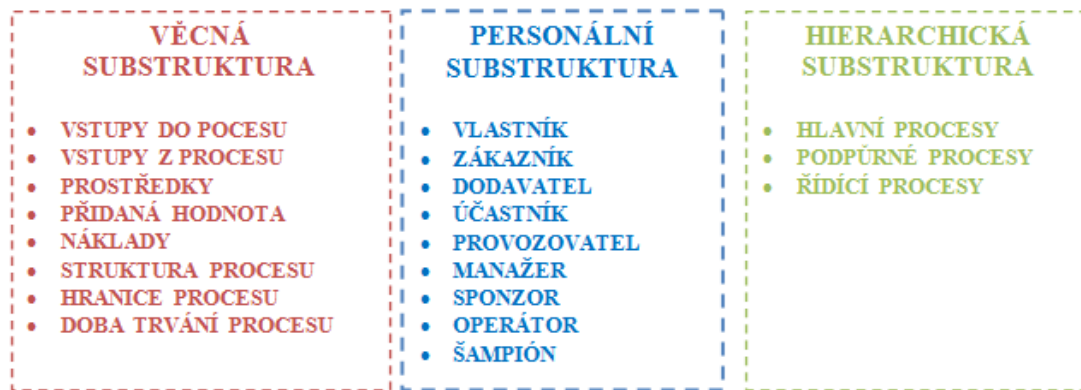 VĚCNÁ
SUBSTRUKTURA
• VSTUPY DO POCESU
• VSTUPY Z PROCESU
• PROSTŘEDKY
• PŘIDANÁ HODNOTA
• NÁKLADY
• STRUKTURA PROCESU
• HRANICE PROCESU
• DOBA TRVÁNÍ PROCESU
PERSONÁLNÍ
SUBSTRUKTURA
• VLASTNÍK
• ZÁKAZNÍK
• DODAVATEL
• ÚČASTNÍK
• PROVOZOVATEL
• MANAŽER
• SPONZOR
• OPERÁTOR
• ŠAMPIÓN
HIERARCHICKÁ
SUBSTRUKTURA
• HLAVNÍ PROCESY
• PODPŮRNÉ PROCESY
• ŘÍDÍCÍ PROCESY